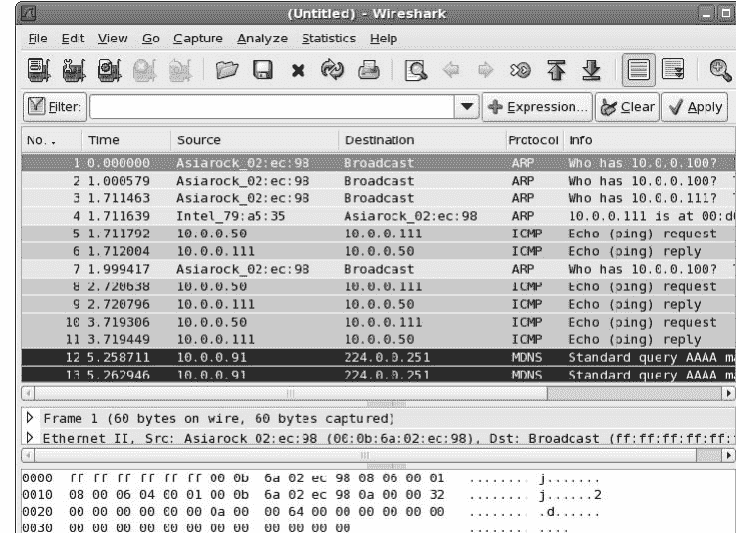 (Untitled) - Wireshark
File Edit View Go Capture Analyze Statistics Help
Filter: Expression... Clear Apply
No. . Time Source Destination Protocol Info
1 0.000000 Asiarock_02:ec:98 Broadcast ARP Who has 10.0.0.100?
2 1.000579 Asiarock_02:ec:98 Broadcast ARP Who has 10.0.0.100?
3 1.711463 Asiarock_02:ec:98 Broadcast ARP Who has 10.0.0.111?
4 1.711639 Intel_79:a5:35 Asiarock_02:ec:98 ARP 10.0.0.111 is at 00:d0
5 1.711792 10.0.0.50 10.0.0.111 ICMP Echo (ping) request
6 1.712004 10.0.0.111 10.0.0.50 ICMP Echo (ping) reply
7 1.999417 Asiarock_02:ec:98 Broadcast ARP Who has 10.0.0.100?
8 2.720638 10.0.0.50 10.0.0.111 ICMP Echo (ping) request
9 2.720796 10.0.0.111 10.0.0.50 ICMP Echo (ping) reply
10 3.719306 10.0.0.50 10.0.0.111 ICMP Echo (ping) request
11 3.719449 10.0.0.111 10.0.0.50 ICMP Echo (ping) reply
12 5.258711 10.0.0.91 224.0.0.251 MDNS Standard query AAAA
13 5.262946 10.0.0.91 224.0.0.251 MDNS Standard query AAAA
Frame 1 (60 bytes on wire, 60 bytes captured)
Ethernet II, Src: Asiarock_02:ec:98 (00:0b:6a:02:ec:98), Dst: Broadcast (ff:ff:ff:ff:ff:
0000 ff ff ff ff ff ff 00 0b 6a 02 ec 98 08 06 00 01 ........ j.......
0010 08 00 06 04 00 01 00 0b 6a 02 ec 98 0a 00 00 32 ........ j......2
0020 00 00 00 00 00 00 0a 00 00 64 00 00 00 00 00 00 ........ .d......
0030 00 00 00 00 00 00 00 00 00 00 00 00 ........ ....